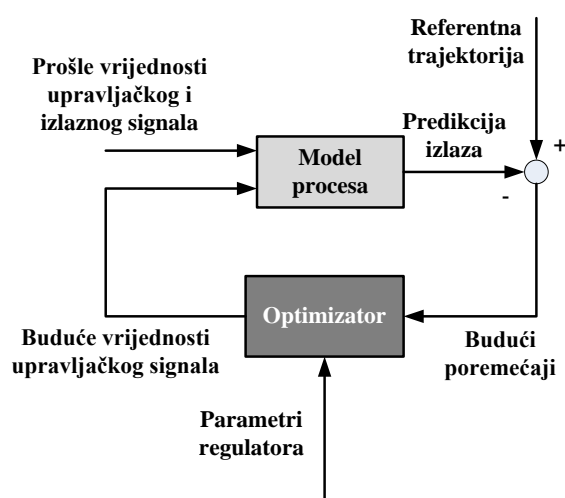 Referentna
trajektorija
Prošle vrijednosti
upravljačkog i
izlaznog signala
Predikcija
izlaza
+
Model
procesa
-
Optimizator
Buduće vrijednosti
upravljačkog signala
Budući
poremećaji
Parametri
regulatora